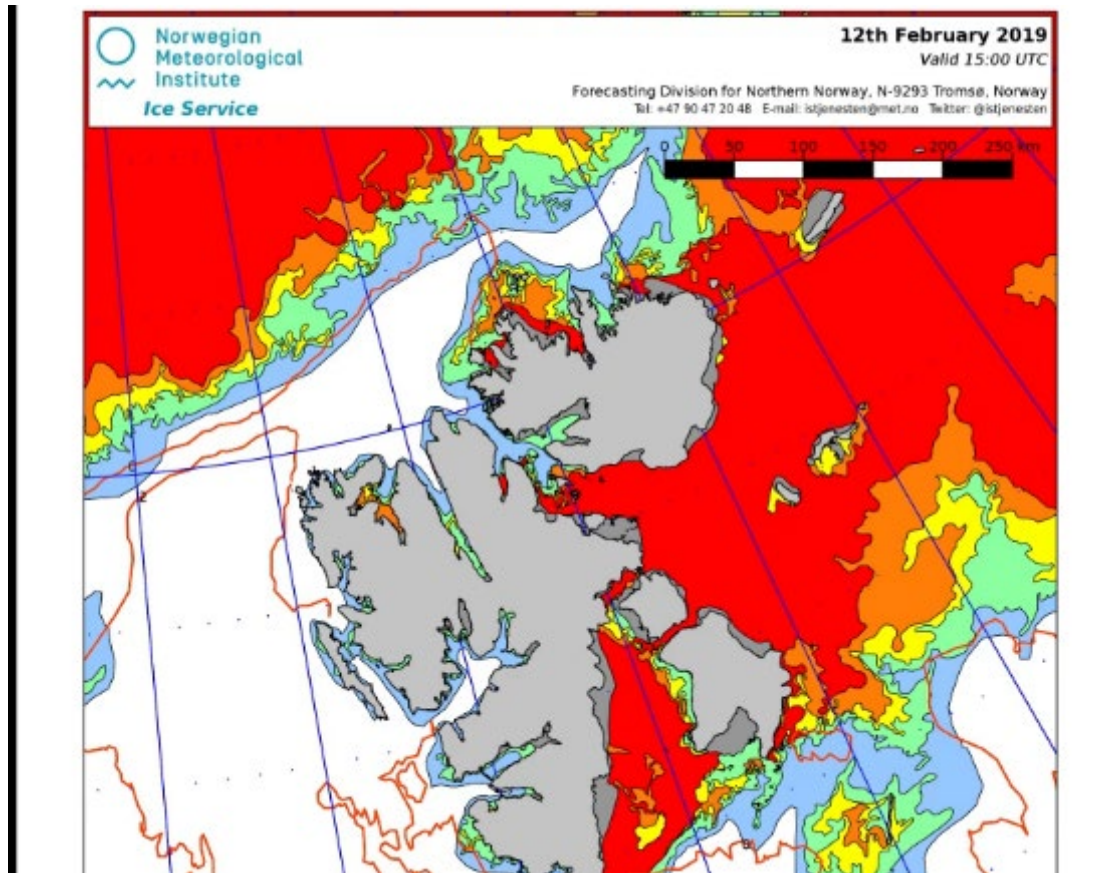 Norwegian
Meteorological
Institute
Ice Service
12th February 2019
Valid 15:00 UTC
Forecasting Division for Northern Norway, N-9293 Tromsø, Norway
Tel: +47 90 47 20 48 E-mail: istjenesten@met.no Twitter: @istjenesten
0 50 100 150 200 250 km